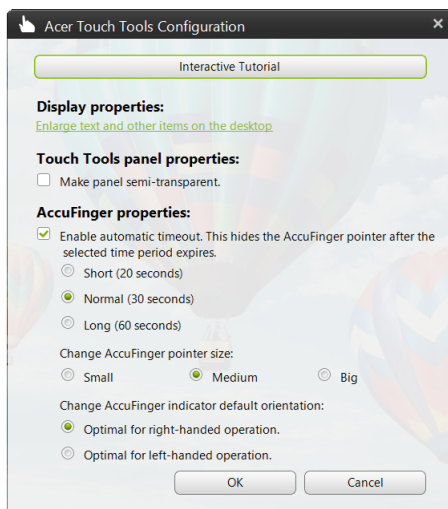 Acer Touch Tools Configuration
Interactive Tutorial
Display properties:
Enlarge text and other items on the desktop
Touch Tools panel properties:
Make panel semi-transparent.
AccuFinger properties:
Enable automatic timeout. This hides the AccuFinger pointer after the
selected time period expires.
Short (20 seconds)
Normal (30 seconds)
Long (60 seconds)
Change AccuFinger pointer size:
Small Medium Big
Change AccuFinger indicator default orientation:
Optimal for right-handed operation.
Optimal for left-handed operation.
OK Cancel